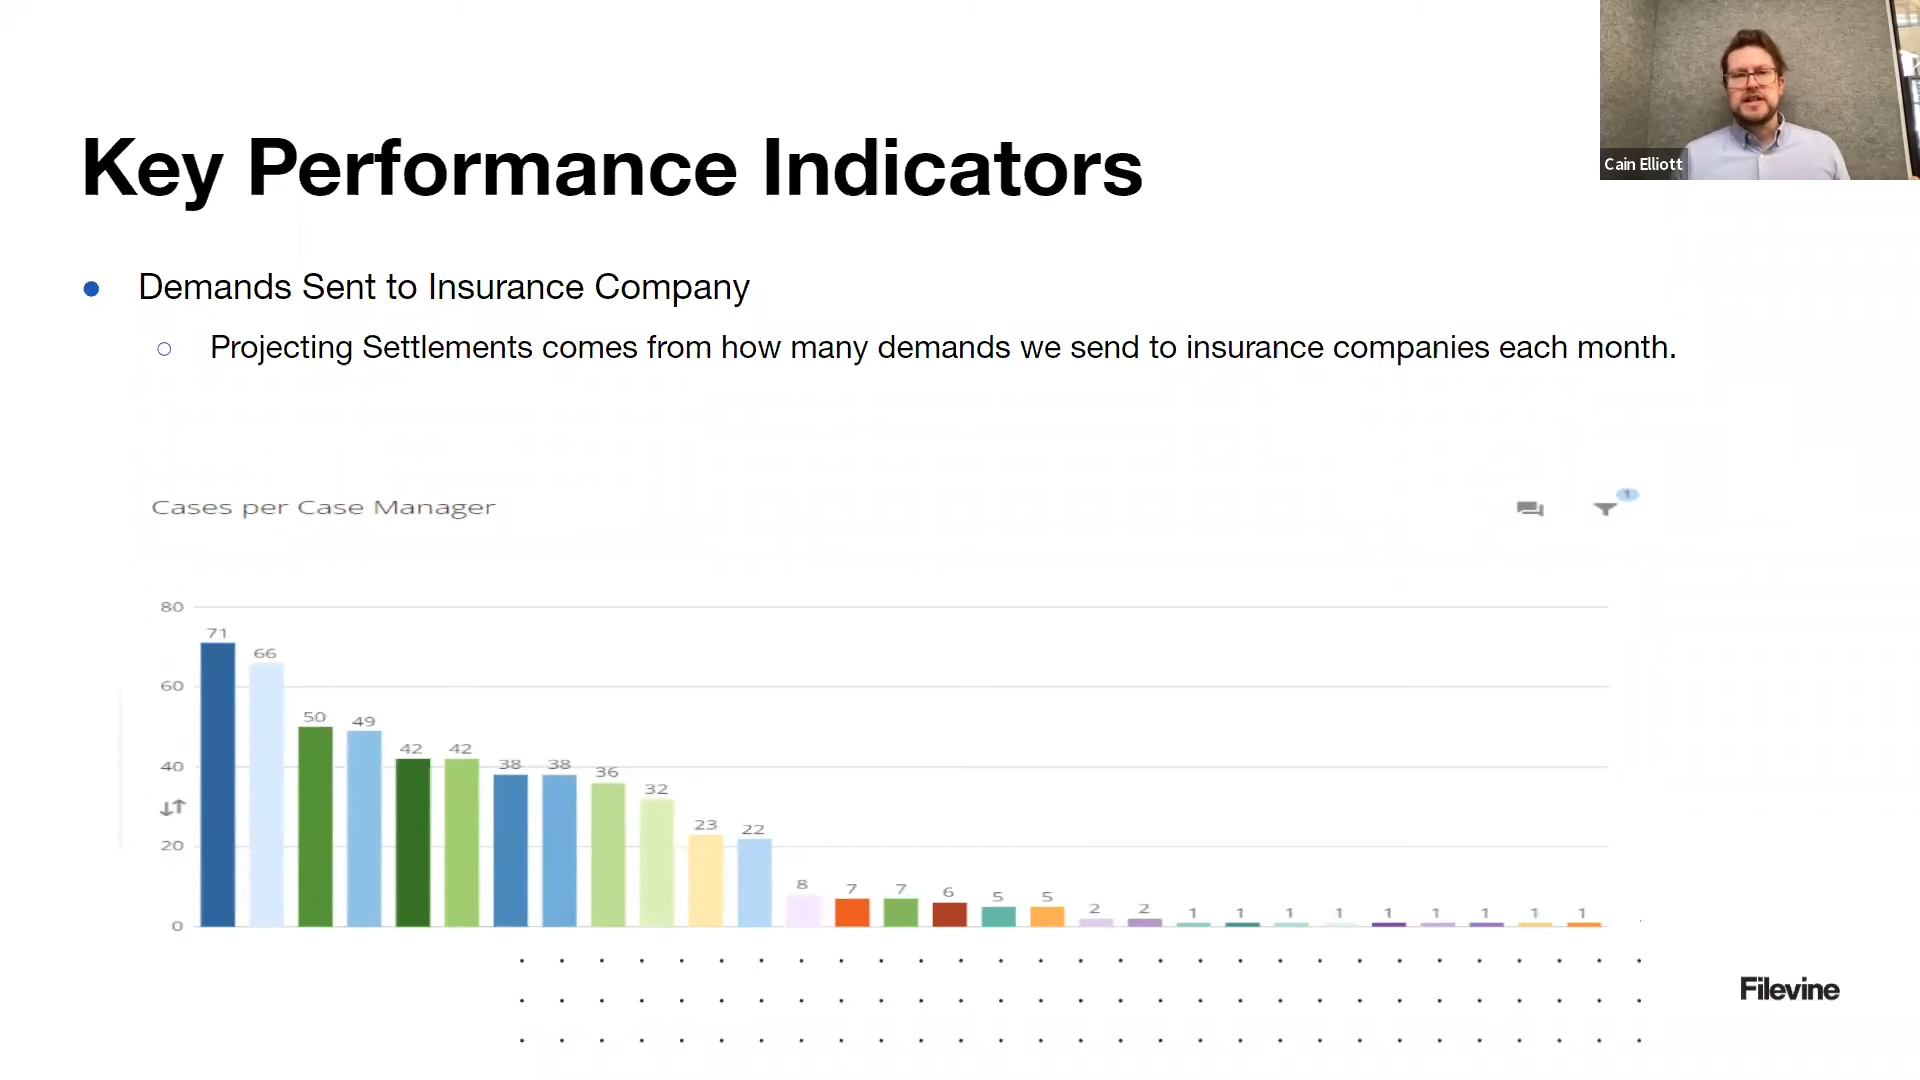 Key Performance Indicators
Cain Elliott
Demands Sent to Insurance Company
Projecting Settlements comes from how many demands we send to insurance companies each month.
Cases per Case Manager
1
80
60
40
20
0
71 66 50 49 42 42 38 38 36 32 23 22 8 7 7 6 5 5 2 2 1 1 1 1 1 1 1 1 1
Filevine